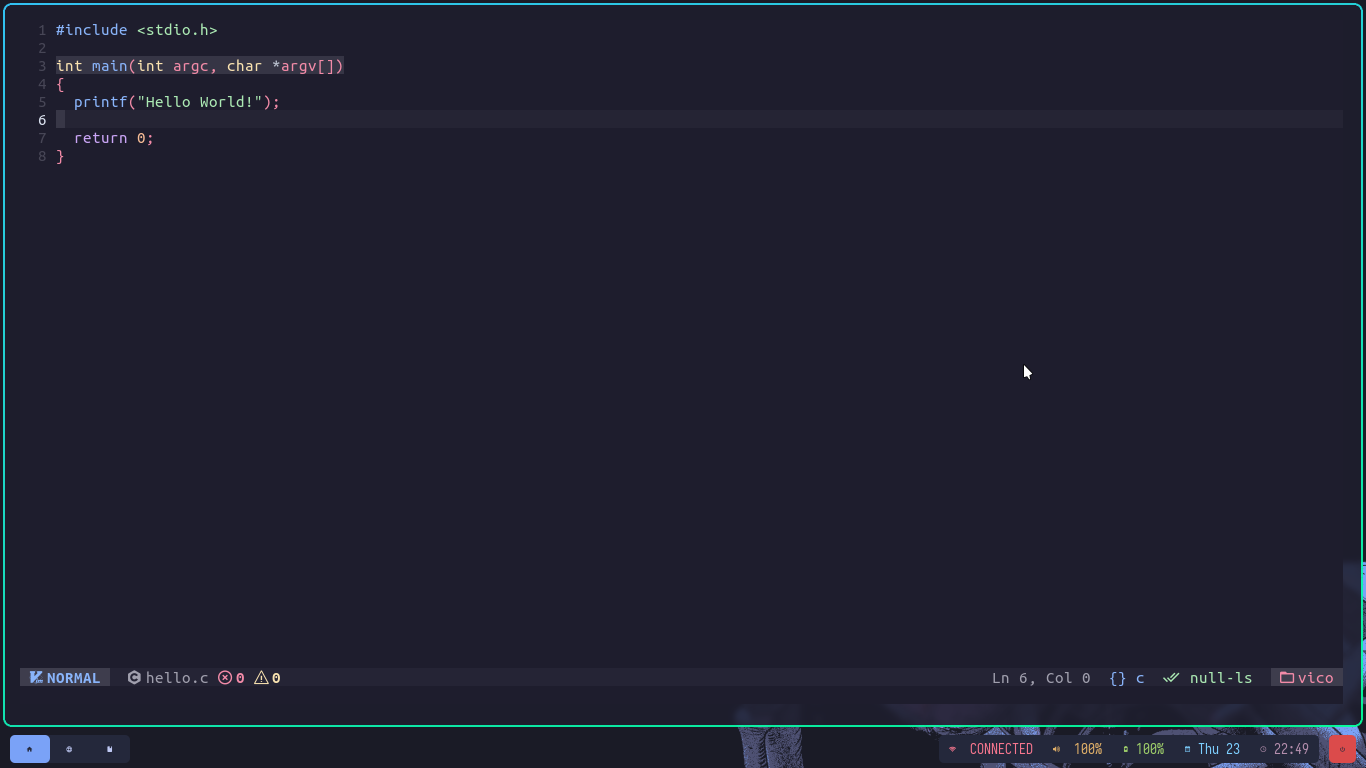 1 #include <stdio.h>
2
3 int main(int argc, char *argv[])
4 {
5   printf("Hello World!");
6
7   return 0;
8 }
NORMAL hello.c 0 0 Ln 6, Col 0 {} c null-ls vico
CONNECTED 100% 100% Thu 23 22:49